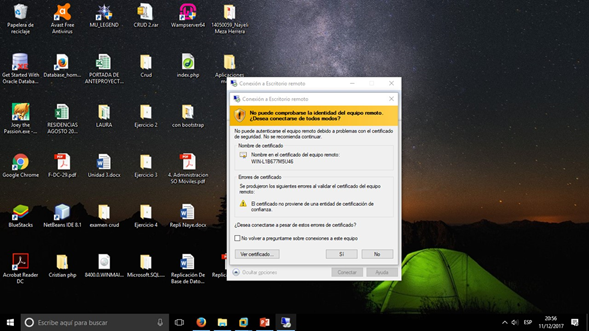 Papelera de
reciclaje
Avast Free
Antivirus
MU_LEGEND
CRUD 2.rar
Wampserver64
14050059_Nayeli
Meza Herrera
Get Started With
Oracle Databa...
Database_hom...
PORTADA DE
ANTEPROYECT...
Crud
index.php
Aplicaciones
Joey the
Passion.exe -...
RESIDENCIAS
AGOSTO 20...
LAURA
Ejercicio 2
con bootstrap
Google Chrome
F-DC-29.pdf
Unidad 3.docx
Ejercicio 3
4. Administracion
SO Móviles.pdf
BlueStacks
NetBeans IDE 8.1
examen crud
Ejercicio 4
Repli Naye.docx
Acrobat Reader
DC
Cristian php
Microsoft.SQL...
Replicación de
Base de Dato...
Conexión a Escritorio remoto
Conexión a Escritorio remoto
No puede comprobarse la identidad del equipo remoto.
¿Desea conectarse de todos modos?
No puede autenticarse el equipo remoto debido a problemas con el certificado
de seguridad. No se recomienda continuar.
Nombre de certificado
Nombre en el certificado del equipo remoto:
Errores de certificado
Se produjeron los siguientes errores al validar el certificado del equipo
remoto:
El certificado no proviene de una entidad de certificación de
confianza.
¿Desea conectarse a pesar de estos errores de certificado?
No volver a preguntarme sobre conexiones a este equipo
Ver certificado...
Sí
No
Ocultar opciones
Conectar
Ayuda
Escribe aquí para buscar
ESP
20:56
11/12/2017